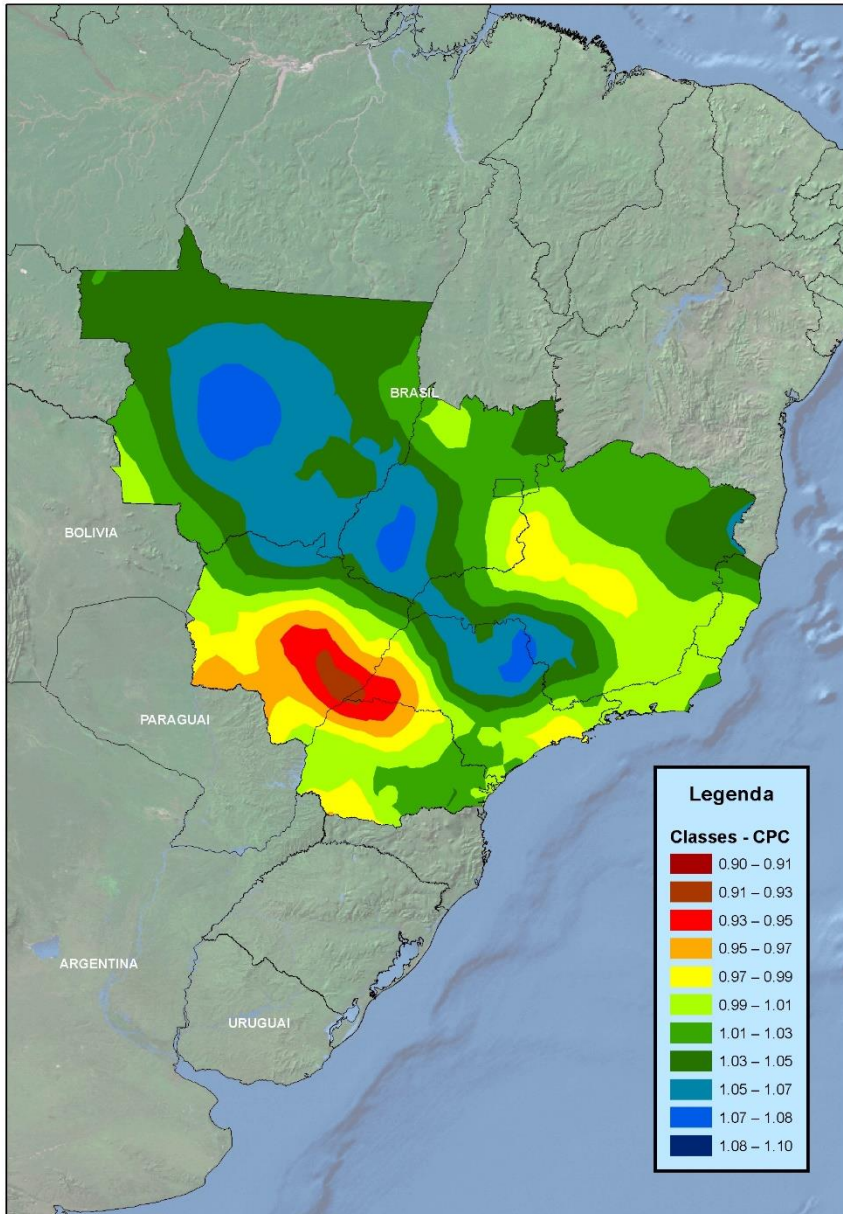 BRASIL
BOLIVIA
PARAGUAI
ARGENTINA
URUGUAI
Legenda
Classes - CPC
0.90 – 0.91
0.91 – 0.93
0.93 – 0.95
0.95 – 0.97
0.97 – 0.99
0.99 – 1.01
1.01 – 1.03
1.03 – 1.05
1.05 – 1.07
1.07 – 1.08
1.08 – 1.10